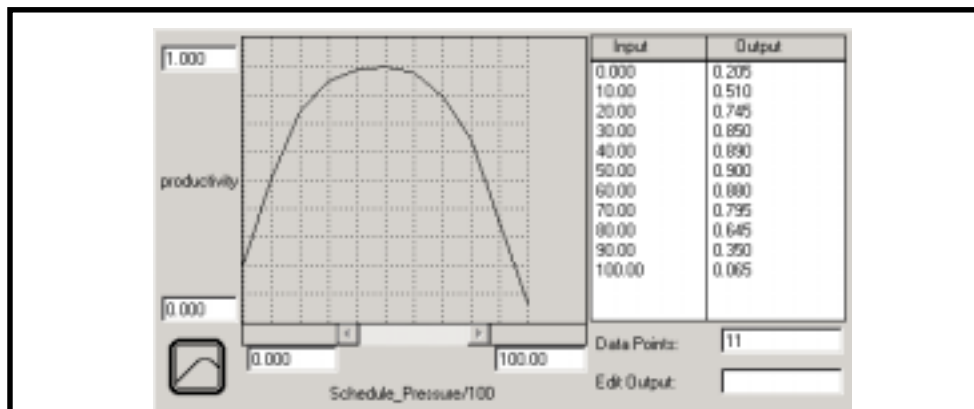 Input Output
1.000
0.000 0.205
10.00 0.510
20.00 0.745
30.00 0.850
40.00 0.890
50.00 0.900
60.00 0.880
70.00 0.795
80.00 0.645
90.00 0.350
100.00 0.065
productivity
0.000
0.000 100.00
Schedule_Pressure/100
Data Points: 11
Edit Output: